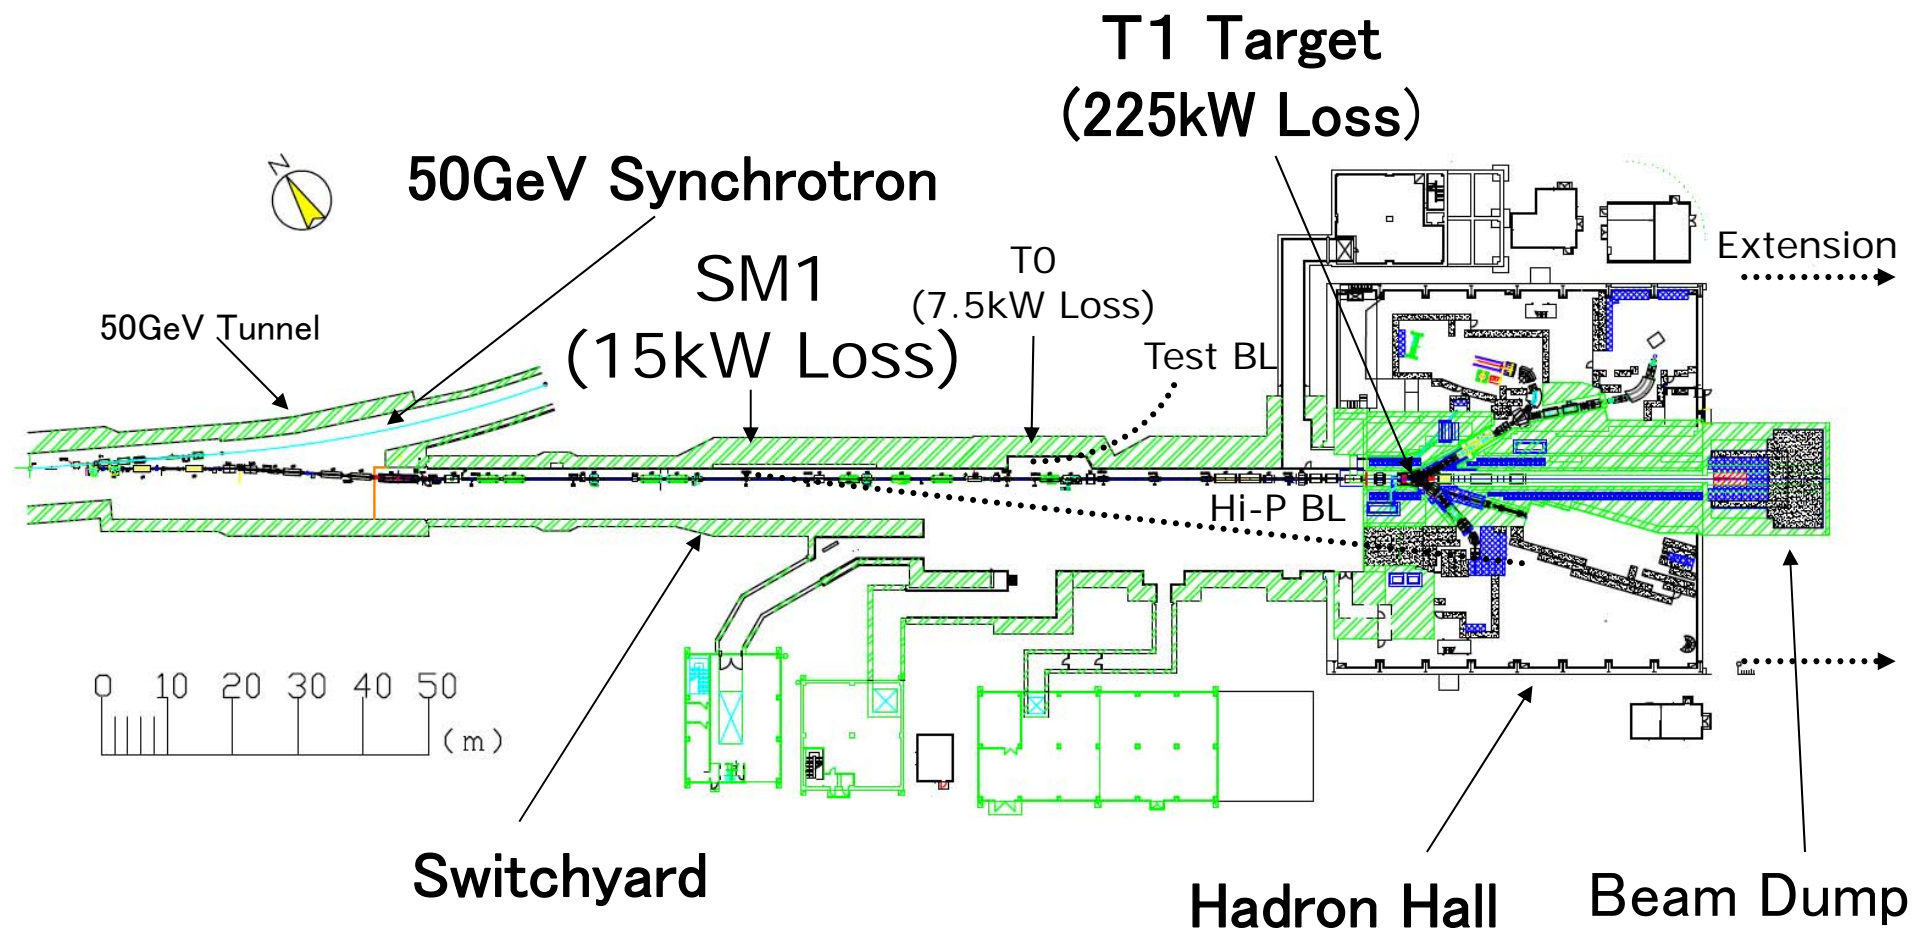 T1 Target
(225kW Loss)
N
50GeV Synchrotron
SM1
(15kW Loss)
T0
(7.5kW Loss)
Extension
50GeV Tunnel
Test BL
Hi-P BL
0 10 20 30 40 50
(m)
Switchyard
Hadron Hall
Beam Dump